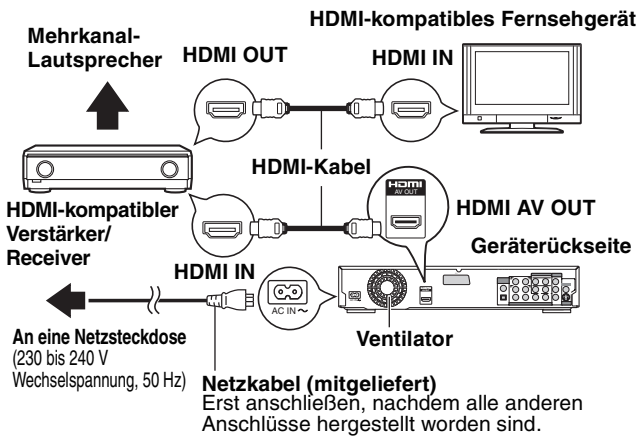 HDMI-kompatibles Fernsehgerät
Mehrkanal-
Lautsprecher
HDMI OUT
HDMI IN
HDMI-Kabel
HDMI
AV OUT
HDMI AV OUT
HDMI-kompatibler
Verstärker/
Receiver
HDMI IN
Geräterückseite
AC IN ~
Ventilator
An eine Netzsteckdose
(230 bis 240 V
Wechselspannung, 50 Hz)
Netzkabel (mitgeliefert)
Erst anschließen, nachdem alle anderen
Anschlüsse hergestellt worden sind.